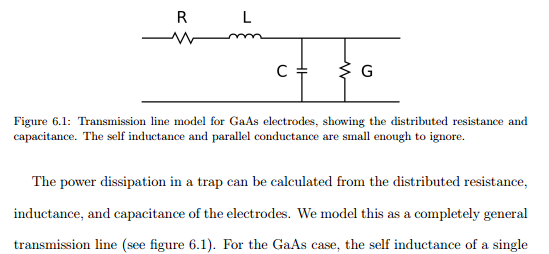 R L
C G
Figure 6.1: Transmission line model for GaAs electrodes, showing the distributed resistance and
capacitance. The self inductance and parallel conductance are small enough to ignore.
The power dissipation in a trap can be calculated from the distributed resistance,
inductance, and capacitance of the electrodes. We model this as a completely general
transmission line (see figure 6.1). For the GaAs case, the self inductance of a single